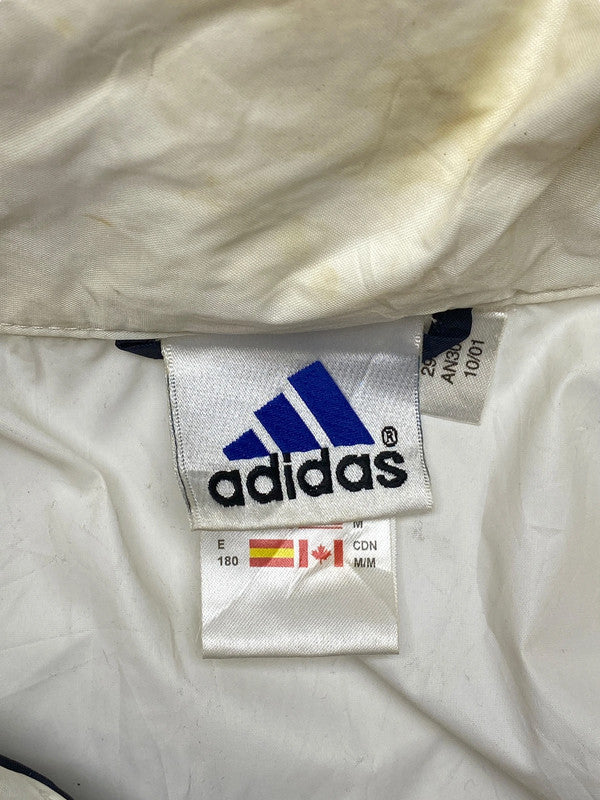 adidas®
29
AN30
10/01
M
E
CDN
180
M/M